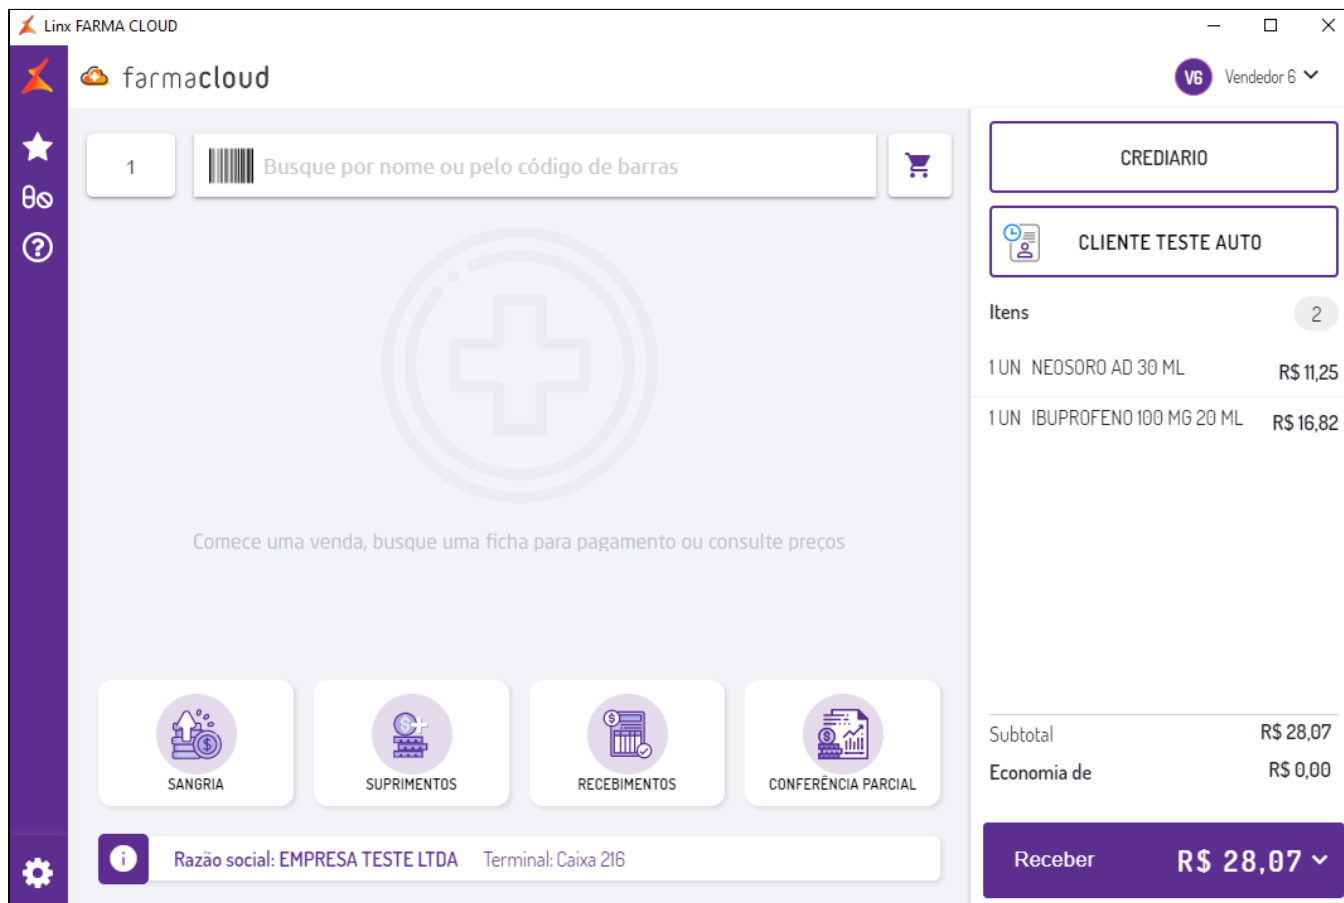 Linx FARMA CLOUD
farmacloud
V6 Vendedor 6
1
Busque por nome ou pelo código de barras
Comece uma venda, busque uma ficha para pagamento ou consulte preços
SANGRIA
SUPRIMENTOS
RECEBIMENTOS
CONFERÊNCIA PARCIAL
Razão social: EMPRESA TESTE LTDA Terminal: Caixa 216
CREDIARIO
CLIENTE TESTE AUTO
Itens 2
1 UN NEOSORO AD 30 ML R$ 11,25
1 UN IBUPROFENO 100 MG 20 ML R$ 16,82
Subtotal R$ 28,07
Economia de R$ 0,00
Receber R$ 28,07